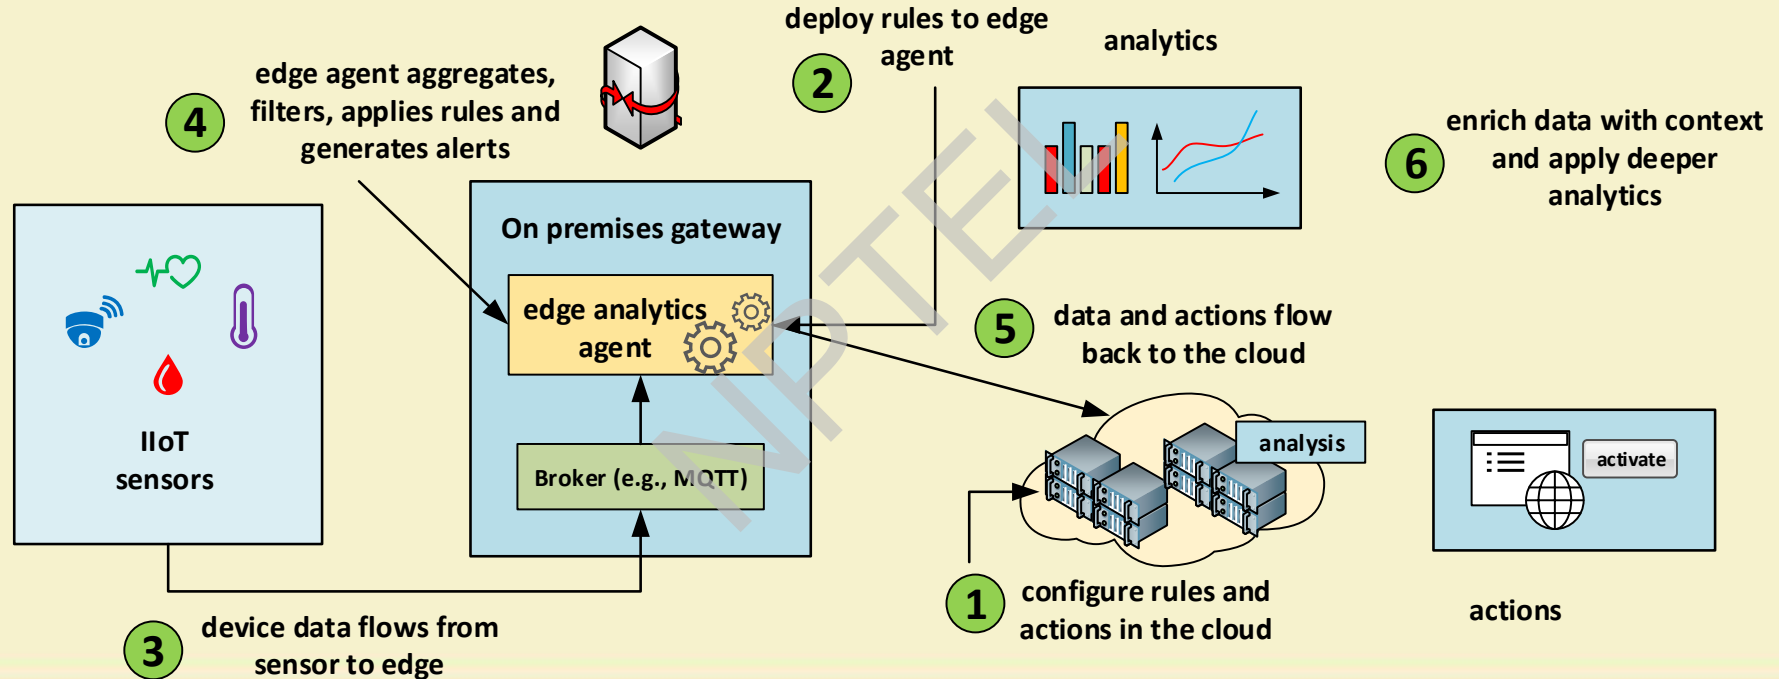 deploy rules to edge
agent
2
analytics
4
edge agent aggregates,
filters, applies rules and
generates alerts
6
enrich data with context
and apply deeper
analytics
On premises gateway
edge analytics
agent
5
data and actions flow
back to the cloud
IIoT
sensors
Broker (e.g., MQTT)
analysis
activate
1
configure rules and
actions in the cloud
actions
3
device data flows from
sensor to edge
NPTEL